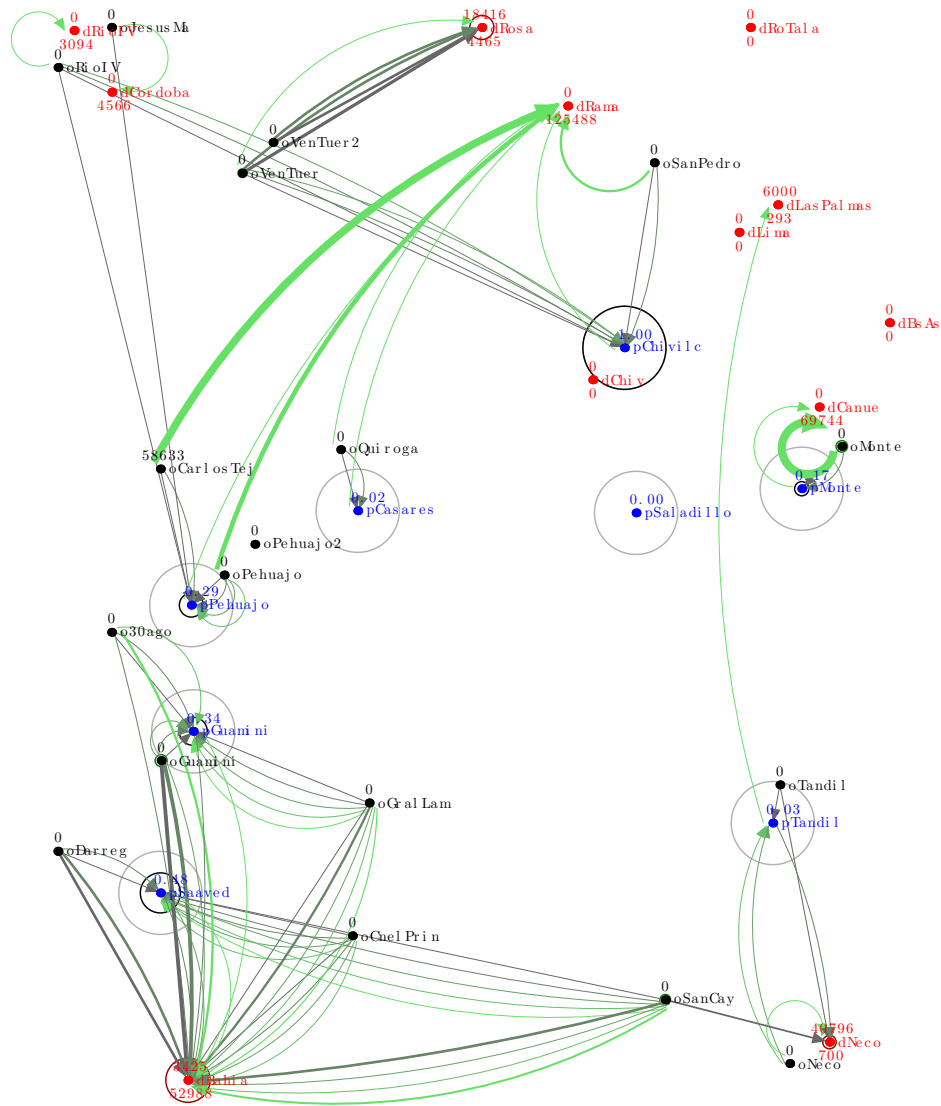 0
dRioIV
3094
0
oJesusMa
18416
dRosa
4465
0
dRoTala
0
0
oRioIV
0
dCordoba
4566
0
dRama
125488
0
oVenTuer2
0
oVenTuer
0
oSanPedro
6000
dLasPalmas
293
0
dLima
0
0
dBsAs
0
1.00
pChivilc
0
dChiv
0
0
dCanue
69744
0
oMonte
0.17
pMonte
58633
oCarlosTej
0
oQuiroga
0.02
pCasares
0.00
pSaladillo
0
oPehuajo2
0
oPehuajo
0.29
pPehuajo
0
o30ago
0.34
pGuamini
0
oGuamini
0
oGralLam
0
oTandil
0.03
pTandil
0
oDarreg
0.48
pSaaved
0
oCnelPrin
0
oSanCay
dNeco
700
0
oNeco
dBahia
52988